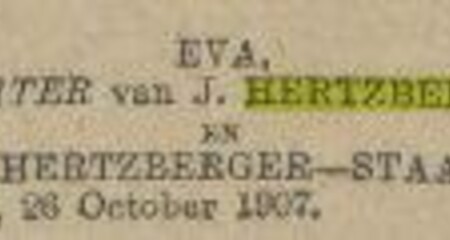 EVA,
TER van J. HERTZBE
EN
HERTZBERGER—STAA
26 October 1907.